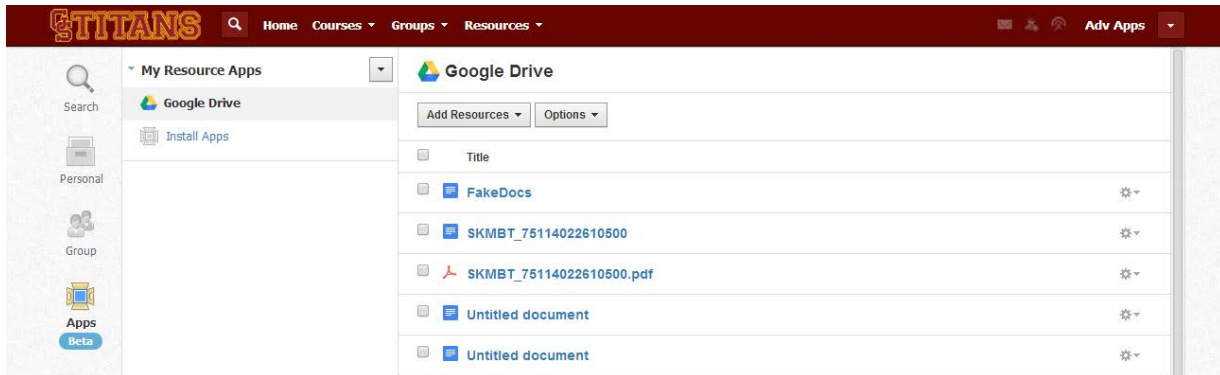 GS TITANS Home Courses Groups Resources Adv Apps
Search
Personal
Group
Apps
Beta
My Resource Apps
Google Drive
Install Apps
Google Drive
Add Resources Options
Title
FakeDocs
SKMBT_75114022610500
SKMBT_75114022610500.pdf
Untitled document
Untitled document